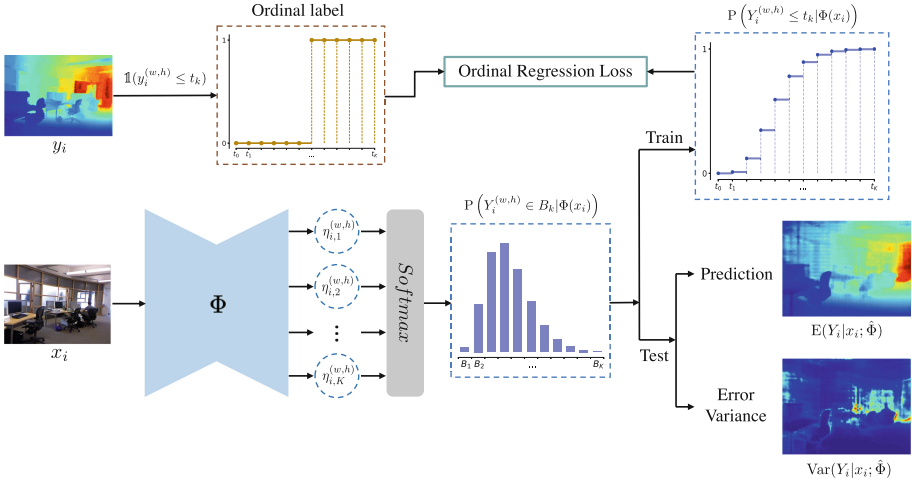 Ordinal label
P(Y_i^{(w,h)} ≤ t_k|Φ(x_i))
𝟙(y_i^{(w,h)} ≤ t_k)
1
0
t_0 t_1 ... t_K
y_i
Ordinal Regression Loss
1
0
t_0 t_1 ... t_K
Train
x_i
Φ
η_{i,1}^{(w,h)}
η_{i,2}^{(w,h)}
⋮
η_{i,K}^{(w,h)}
Softmax
P(Y_i^{(w,h)} ∈ B_k|Φ(x_i))
B_1 B_2 ... B_K
Test
Prediction
E(Y_i|x_i; Φ̂)
Error
Variance
Var(Y_i|x_i; Φ̂)